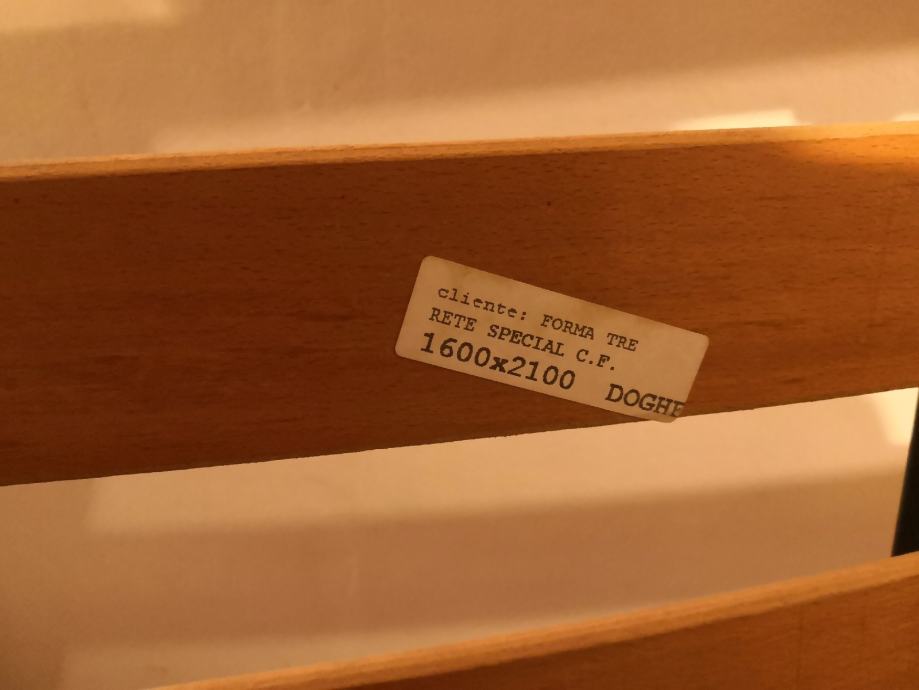 cliente: FORMA TRE
RETE SPECIAL C.F.
1600x2100 DOGHE